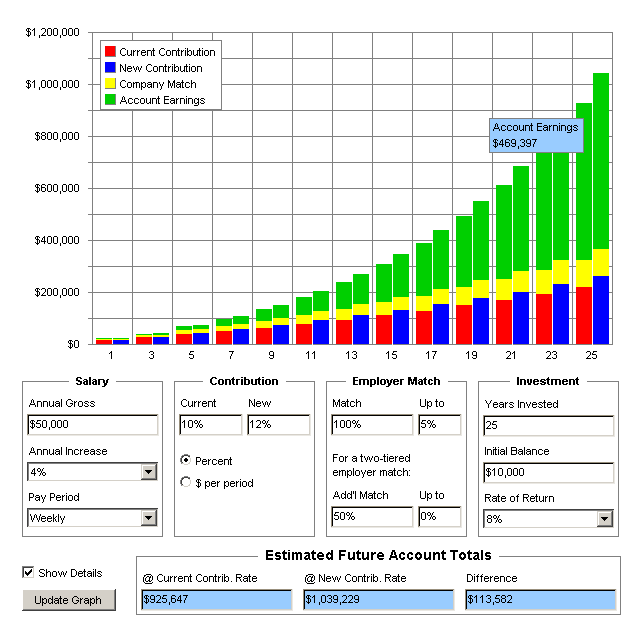 $1,200,000
$1,000,000
$800,000
$600,000
$400,000
$200,000
$0
Current Contribution
New Contribution
Company Match
Account Earnings
Account Earnings
$469,397
1 3 5 7 9 11 13 15 17 19 21 23 25
Salary
Annual Gross
$50,000
Annual Increase
4%
Pay Period
Weekly
Contribution
Current New
10% 12%
Percent
$ per period
Employer Match
Match Up to
100% 5%
For a two-tiered
employer match:
Add'l Match Up to
50% 0%
Investment
Years Invested
25
Initial Balance
$10,000
Rate of Return
8%
Show Details
Update Graph
Estimated Future Account Totals
@ Current Contrib. Rate @ New Contrib. Rate Difference
$925,647 $1,039,229 $113,582